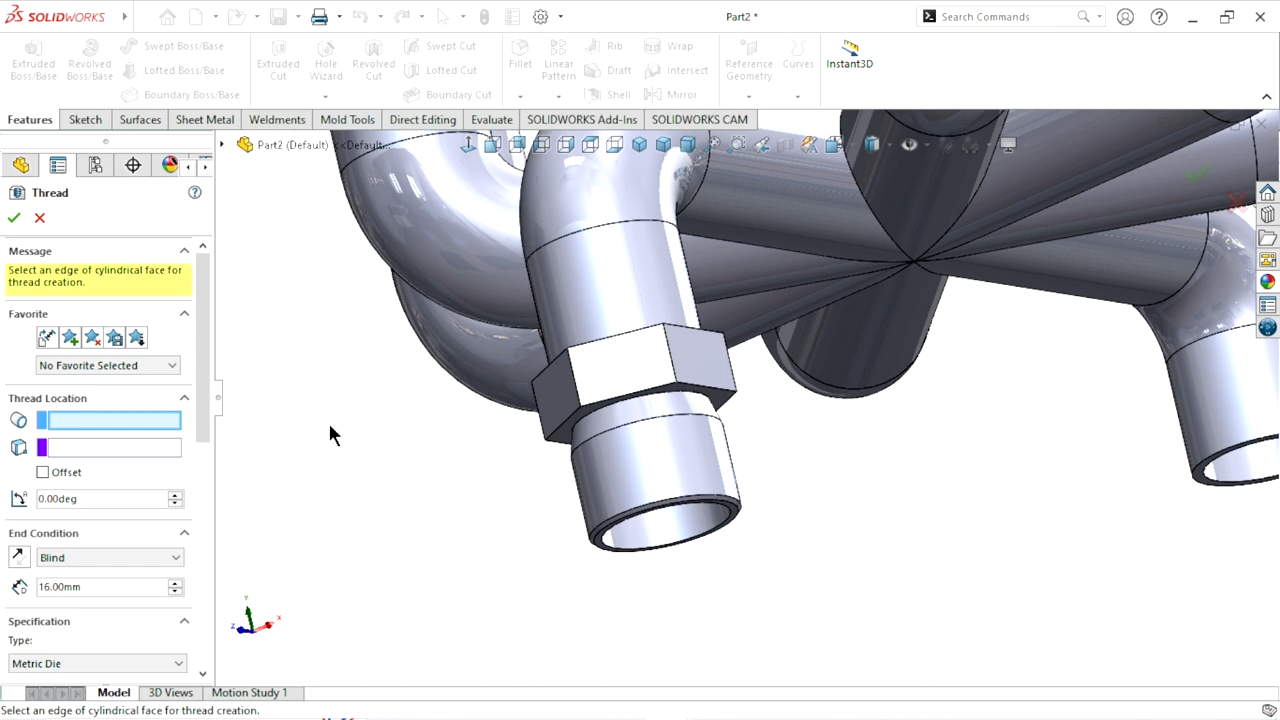 SOLIDWORKS
Part2 *
Search Commands
Extruded Boss/Base
Revolved Boss/Base
Swept Boss/Base
Lofted Boss/Base
Boundary Boss/Base
Extruded Cut
Hole Wizard
Revolved Cut
Swept Cut
Lofted Cut
Boundary Cut
Fillet
Linear Pattern
Rib
Draft
Shell
Wrap
Intersect
Mirror
Reference Geometry
Curves
Instant3D
Features
Sketch
Surfaces
Sheet Metal
Weldments
Mold Tools
Direct Editing
Evaluate
SOLIDWORKS Add-Ins
SOLIDWORKS CAM
Part2 (Default) <<Default...
Thread
Message
Select an edge of cylindrical face for
thread creation.
Favorite
No Favorite Selected
Thread Location
Offset
0.00deg
End Condition
Blind
16.00mm
Specification
Type:
Metric Die
Y
Z
X
Model
3D Views
Motion Study 1
Select an edge of cylindrical face for thread creation.